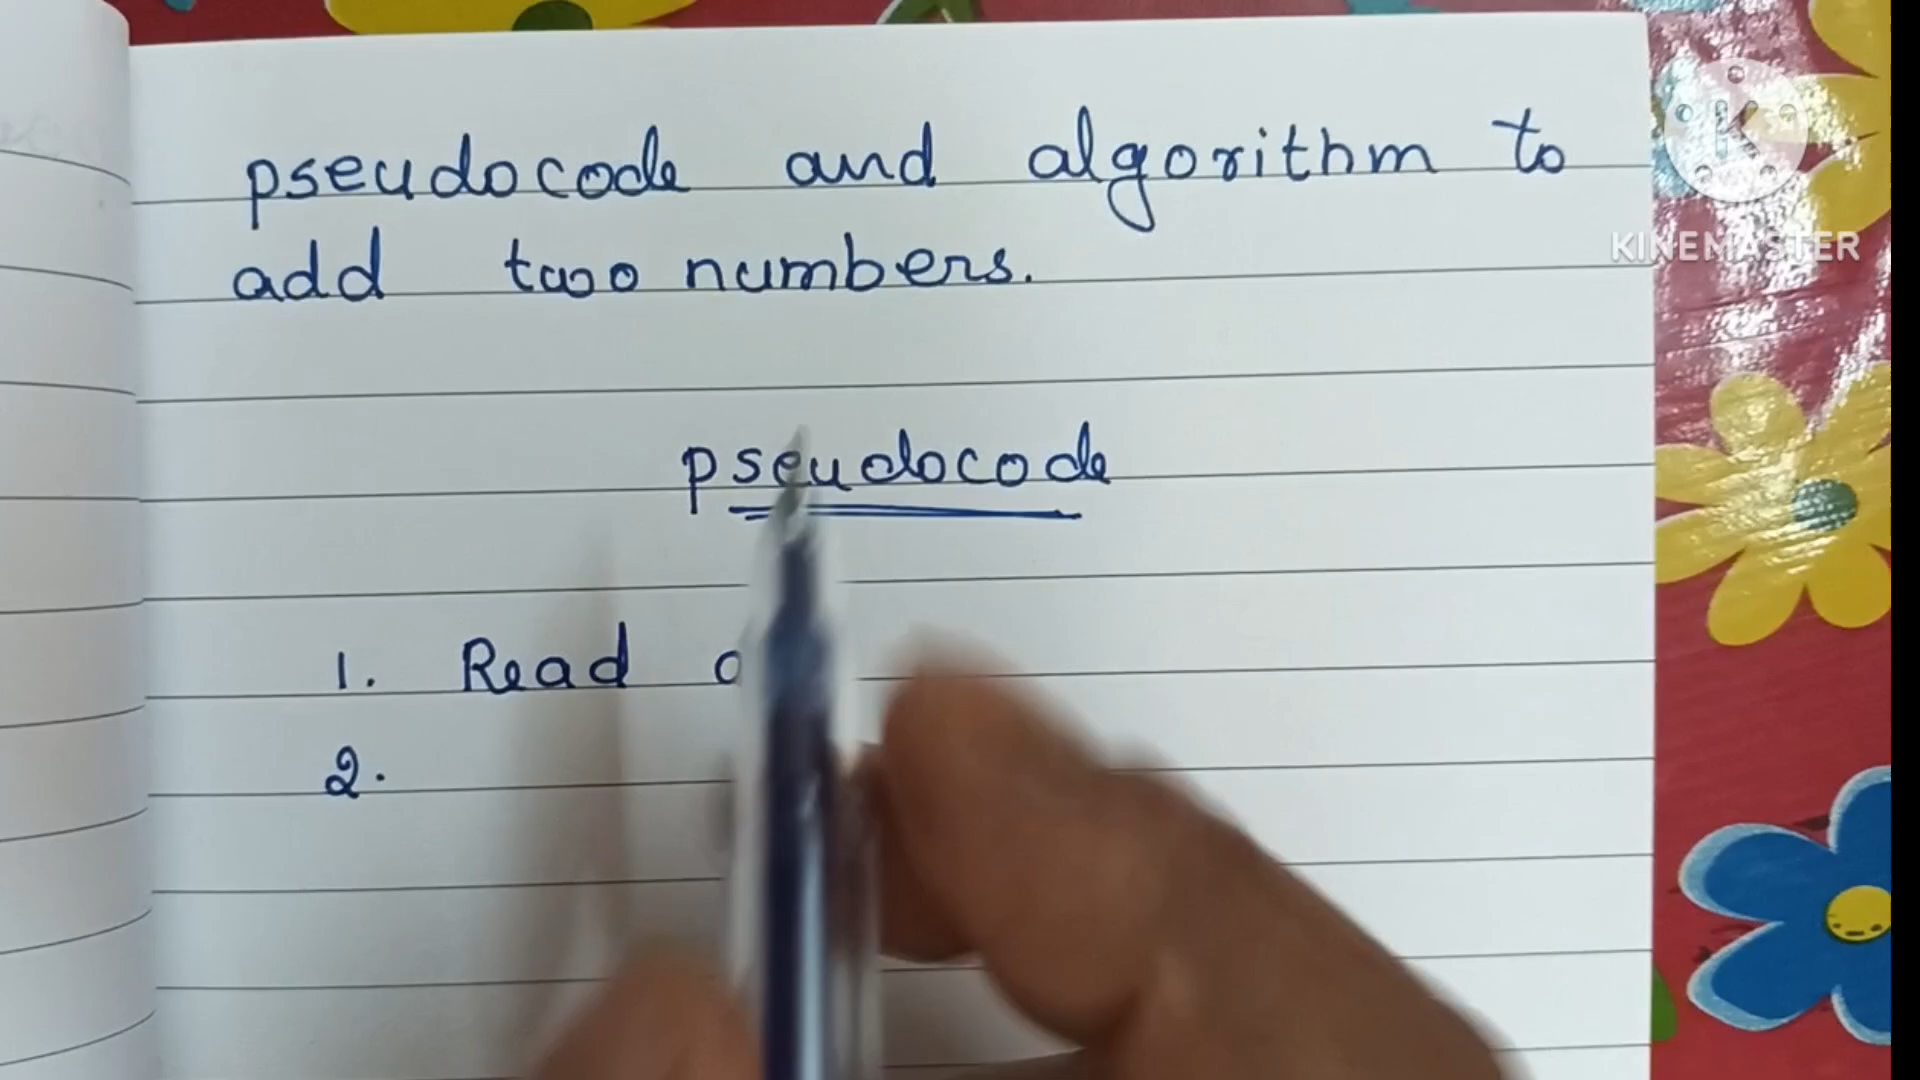 pseudocode and algorithm to
add two numbers.
KINEMASTER
pseudocode
1. Read
2.